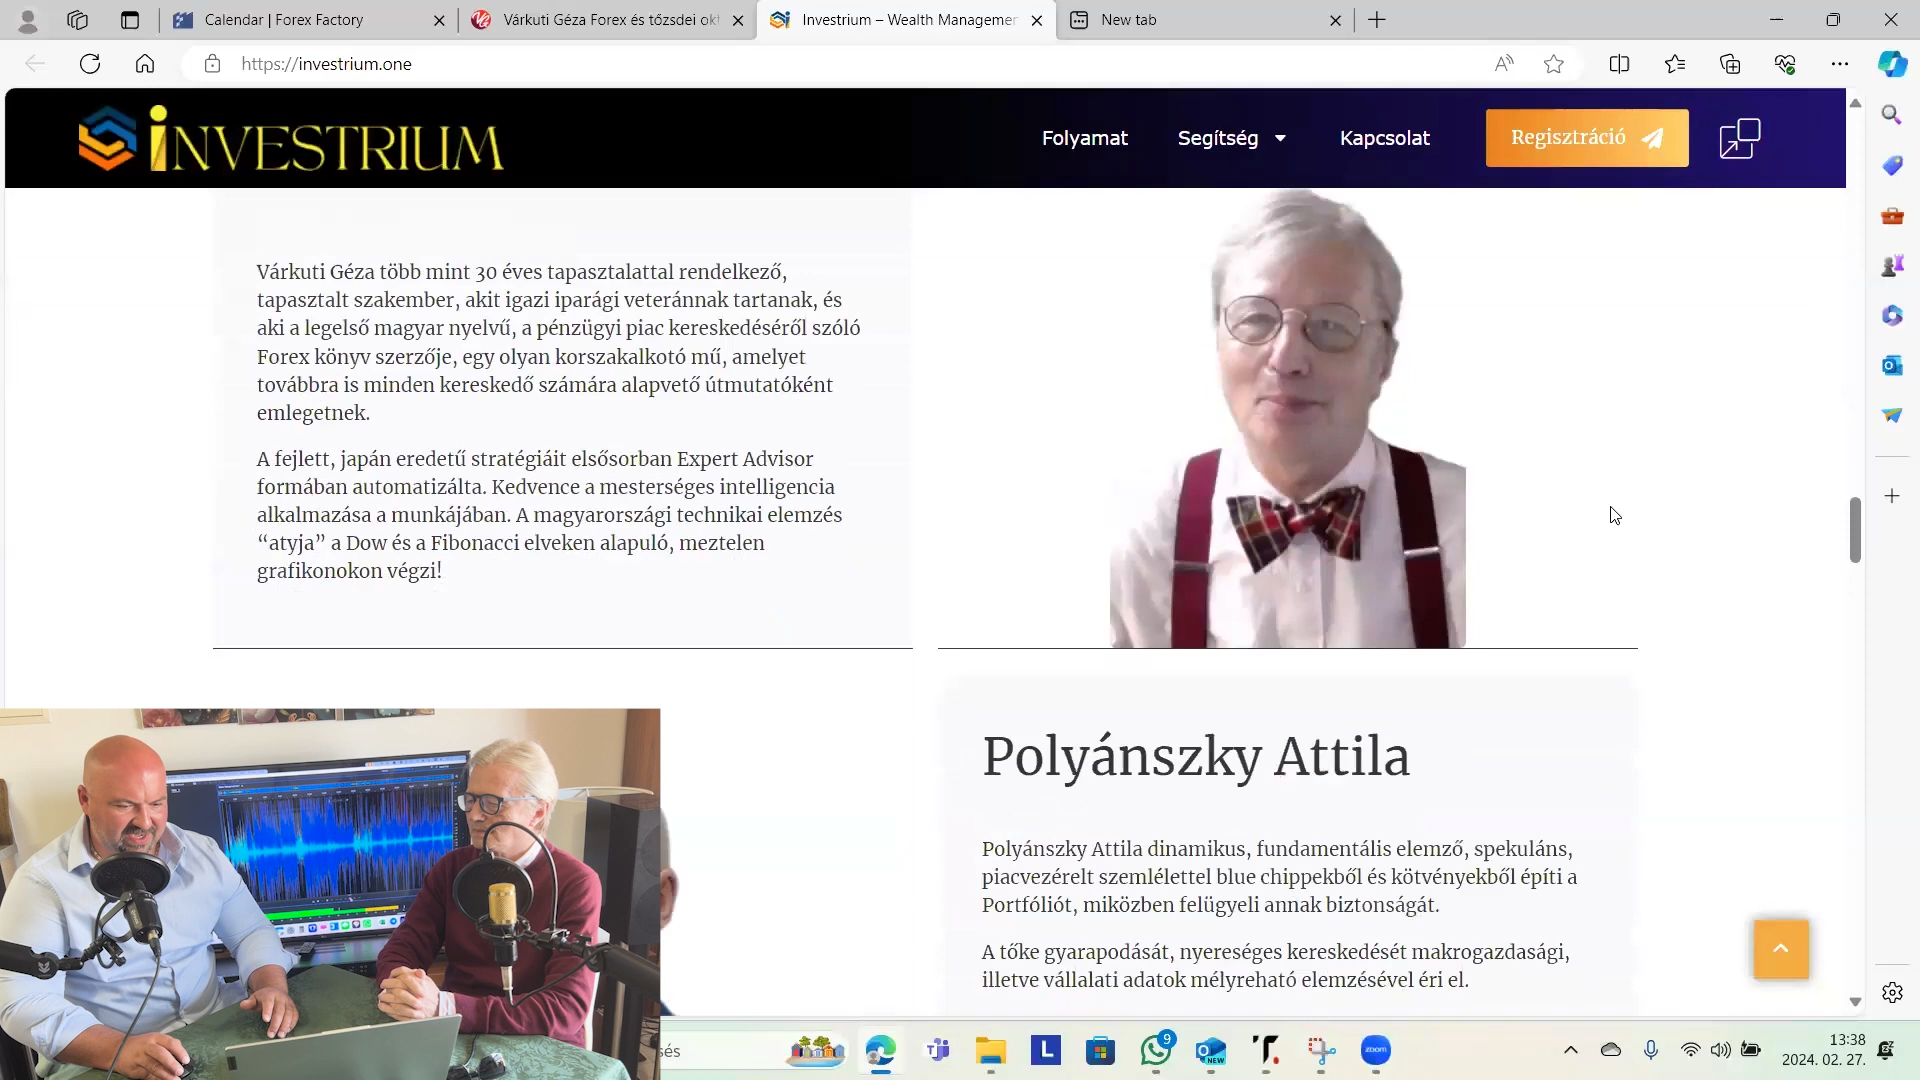 Calendar | Forex Factory
Várkuti Géza Forex és tőzsdei okt
Investrium – Wealth Managemen
New tab
https://investrium.one
INVESTRIUM
Folyamat
Segítség
Kapcsolat
Regisztráció
Várkuti Géza több mint 30 éves tapasztalattal rendelkező,
tapasztalt szakember, akit igazi iparági veteránnak tartanak, és
aki a legelső magyar nyelvű, a pénzügyi piac kereskedéséről szóló
Forex könyv szerzője, egy olyan korszakalkotó mű, amelyet
továbbra is minden kereskedő számára alapvető útmutatóként
emlegetnek.
A fejlett, japán eredetű stratégiáit elsősorban Expert Advisor
formában automatizálta. Kedvence a mesterséges intelligencia
alkalmazása a munkájában. A magyarországi technikai elemzés
“atyja” a Dow és a Fibonacci elveken alapuló, meztelen
grafikonokon végzi!
Polyánszky Attila
Polyánszky Attila dinamikus, fundamentális elemző, spekuláns,
piacvezérelt szemlélettel blue chippekből és kötvényekből építi a
Portfóliót, miközben felügyeli annak biztonságát.
A tőke gyarapodását, nyereséges kereskedését makrogazdasági,
illetve vállalati adatok mélyreható elemzésével éri el.
sés
L
9
NEW
zoom
13:38
2024. 02. 27.